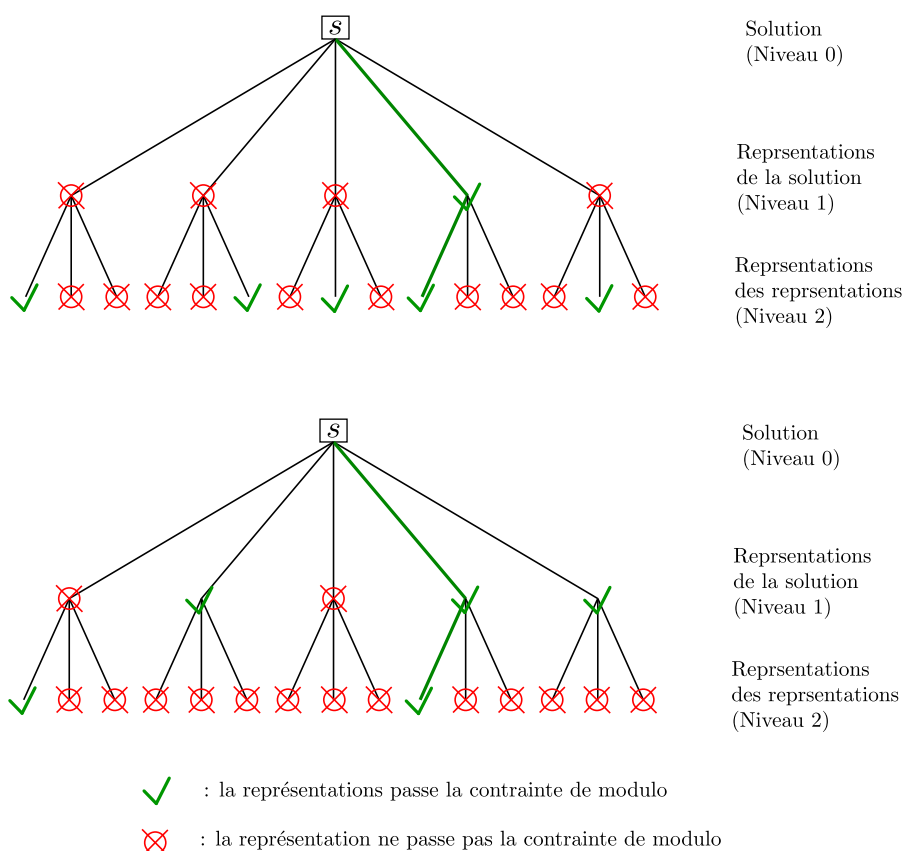 s
Solution
(Niveau 0)
Reprsentations
de la solution
(Niveau 1)
Reprsentations
des reprsentations
(Niveau 2)
s
Solution
(Niveau 0)
Reprsentations
de la solution
(Niveau 1)
Reprsentations
des reprsentations
(Niveau 2)
: la représentations passe la contrainte de modulo
: la représentation ne passe pas la contrainte de modulo